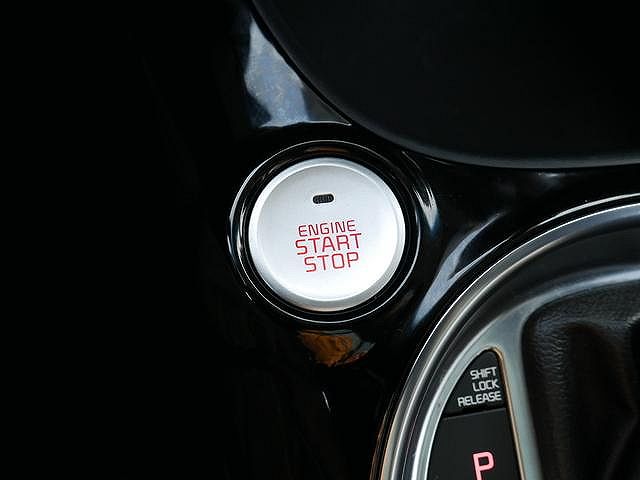 ENGINE
START
STOP
SHIFT
LOCK
RELEASE
P